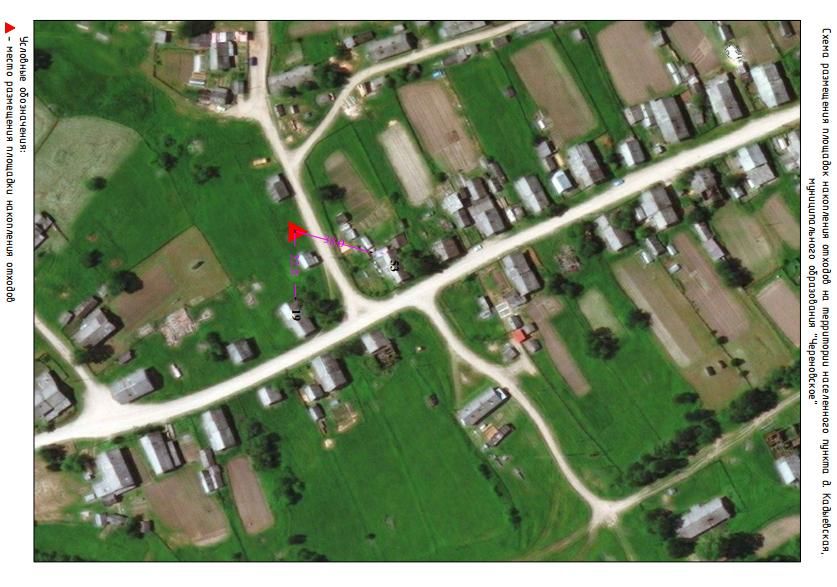 Схема размещения площадок накопления отходов на территории населенного пункта д. Кадыевская,
муниципального образования "Череновское"
53
19
Условные обозначения:
- место размещения площадки накопления отходов